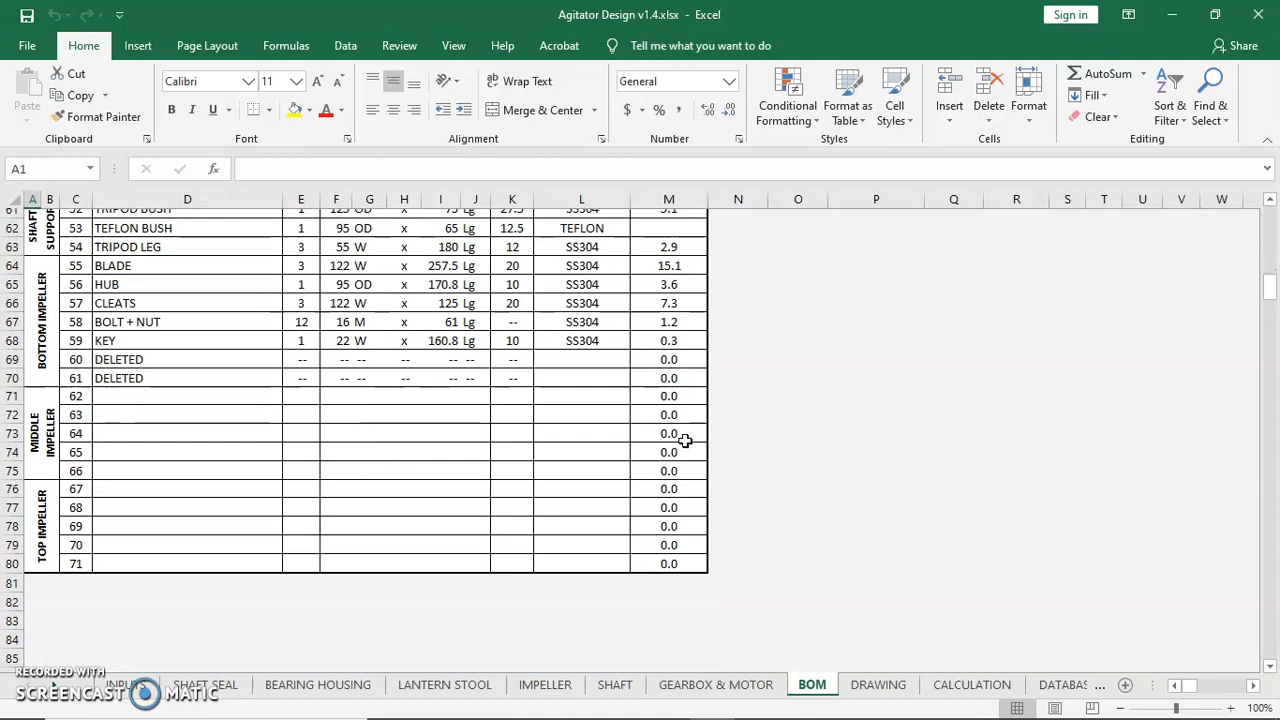 Agitator Design v1.4.xlsx - Excel
Sign in
File Home Insert Page Layout Formulas Data Review View Help Acrobat Tell me what you want to do Share
Cut
Copy
Format Painter
Paste
Calibri 11
B I U
Wrap Text
Merge & Center
General
$ % ,
Conditional Formatting
Format as Table
Cell Styles
Insert Delete Format
AutoSum
Fill
Clear
Sort & Filter
Find & Select
Clipboard Font Alignment Number Styles Cells Editing
A1 fx
A B C D E F G H I J K L M N O P Q R S T U V W
61 52 TRIPOD BUSH 1 125 OD x 75 Lg 27.5 SS304 3.1
62 53 TEFLON BUSH 1 95 OD x 65 Lg 12.5 TEFLON
63 54 TRIPOD LEG 3 55 W x 180 Lg 12 SS304 2.9
64 55 BLADE 3 122 W x 257.5 Lg 20 SS304 15.1
65 56 HUB 1 95 OD x 170.8 Lg 10 SS304 3.6
66 57 CLEATS 3 122 W x 125 Lg 20 SS304 7.3
67 58 BOLT + NUT 12 16 M x 61 Lg -- SS304 1.2
68 59 KEY 1 22 W x 160.8 Lg 10 SS304 0.3
69 60 DELETED -- -- -- -- -- -- -- 0.0
70 61 DELETED -- -- -- -- -- -- -- 0.0
71 62 0.0
72 63 0.0
73 64 0.0
74 65 0.0
75 66 0.0
76 67 0.0
77 68 0.0
78 69 0.0
79 70 0.0
80 71 0.0
81
82
83
84
85
SHAFT SUPPOR
BOTTOM IMPELLER
MIDDLE IMPELLER
TOP IMPELLER
INPUTS SHAFT SEAL BEARING HOUSING LANTERN STOOL IMPELLER SHAFT GEARBOX & MOTOR BOM DRAWING CALCULATION DATABAS ...
RECORDED WITH
SCREENCAST MATIC
100%